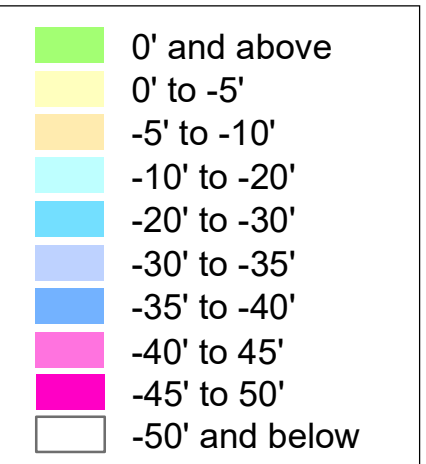 0' and above
0' to -5'
-5' to -10'
-10' to -20'
-20' to -30'
-30' to -35'
-35' to -40'
-40' to 45'
-45' to 50'
-50' and below